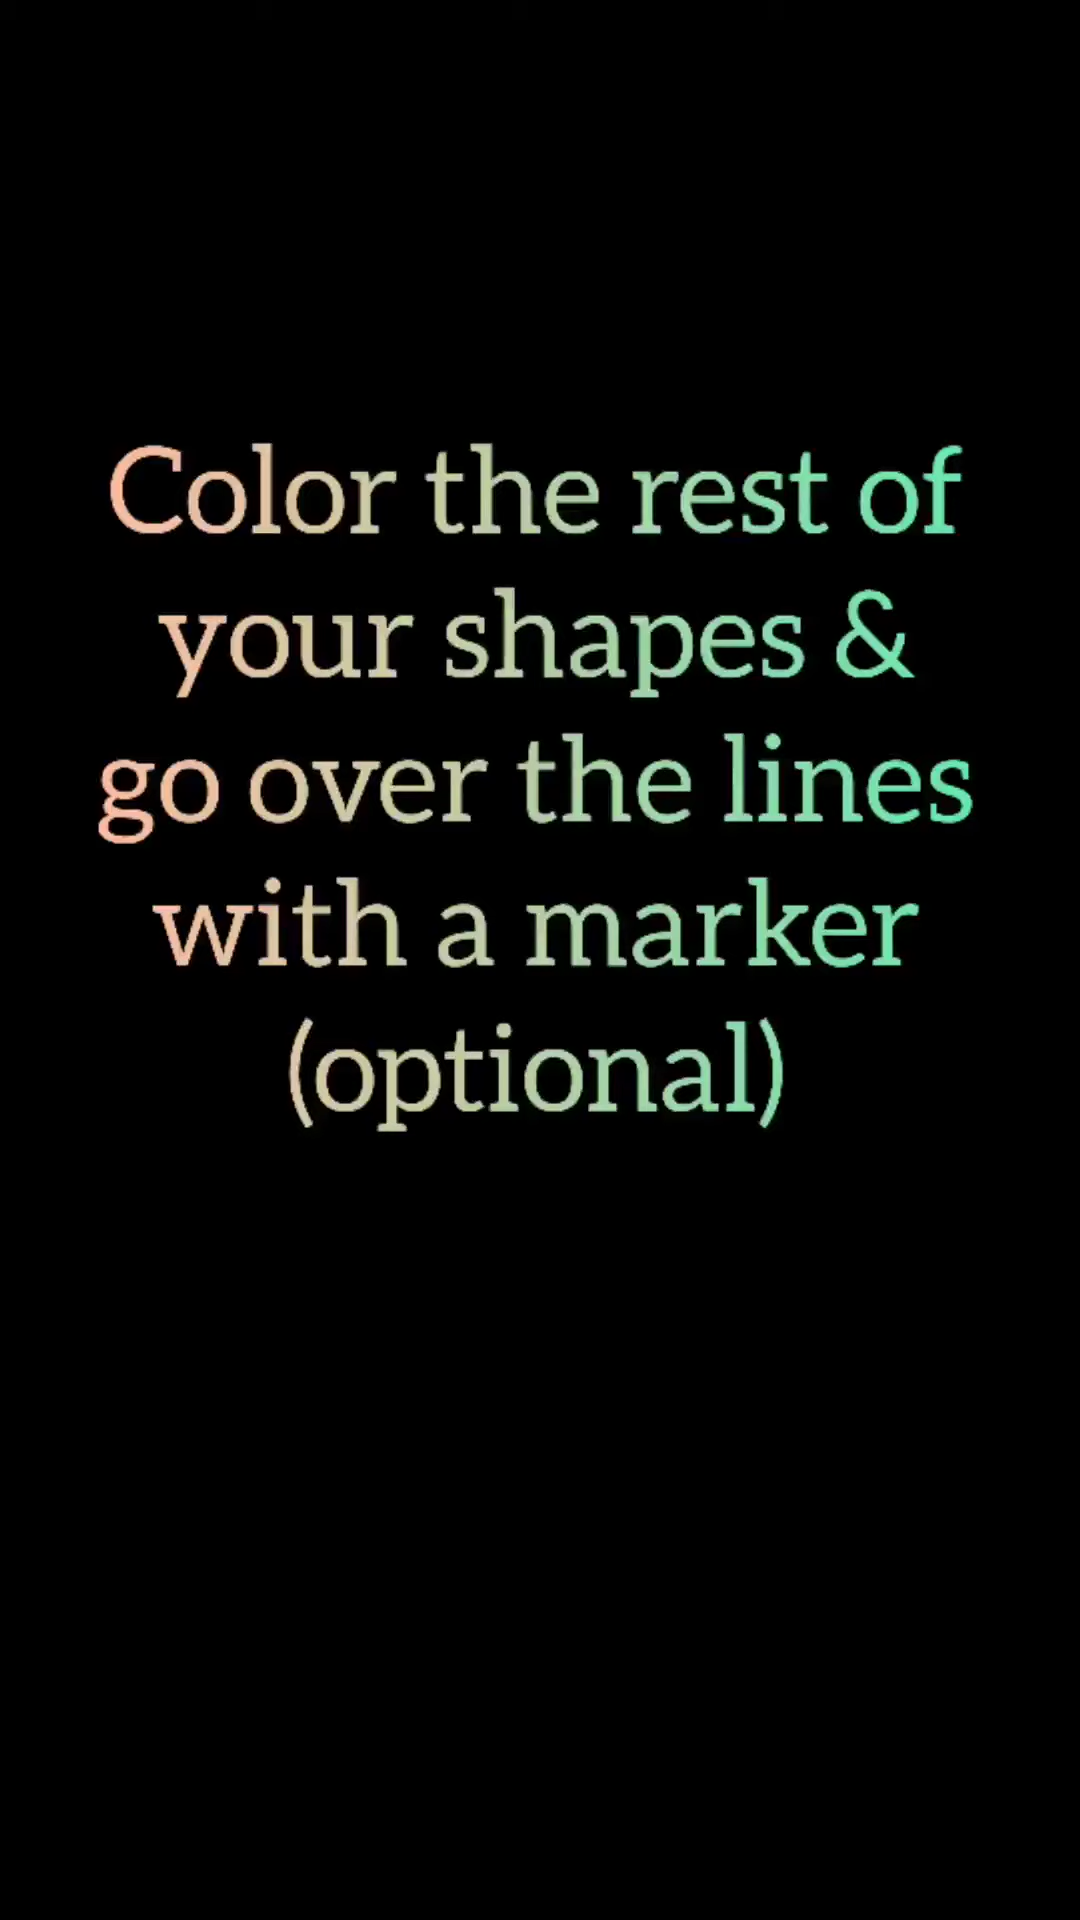 Color the rest of
your shapes &
go over the lines
with a marker
(optional)